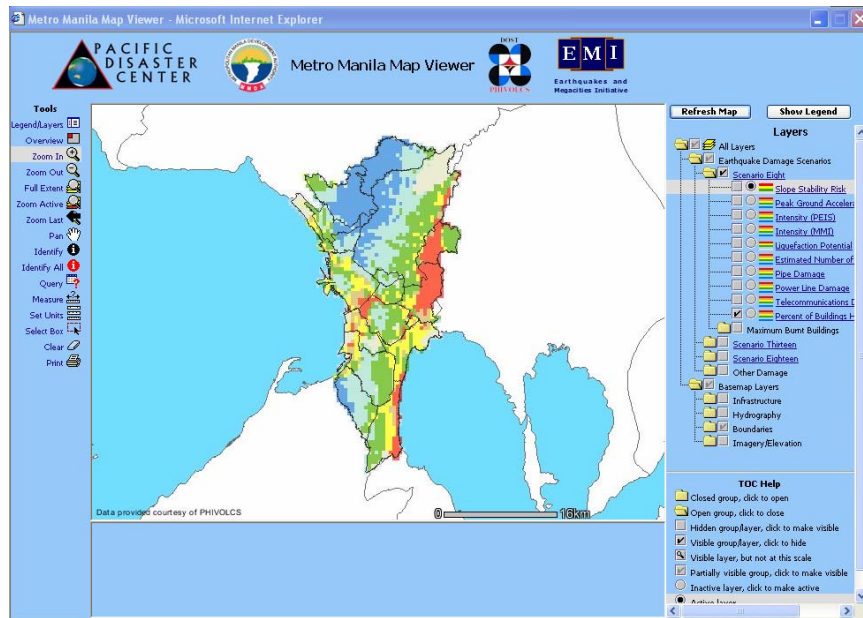 Metro Manila Map Viewer - Microsoft Internet Explorer
PACIFIC
DISASTER
CENTER
MMDA
Metro Manila Map Viewer
DOST
PHIVOLCS
EMI
Earthquakes and
Megacities Initiative
Tools
Legend/Layers
Overview
Zoom In
Zoom Out
Full Extent
Zoom Active
Zoom Last
Pan
Identify
Identify All
Query
Measure
Set Units
Select Box
Clear
Print
Data provided courtesy of PHIVOLCS
0 16km
Refresh Map
Show Legend
Layers
All Layers
Earthquake Damage Scenarios
Scenario Eight
Slope Stability Risk
Peak Ground Accelera
Intensity (PEIS)
Intensity (MMI)
Liquefaction Potential
Estimated Number of
Pipe Damage
Power Line Damage
Telecommunications D
Percent of Buildings H
Maximum Burnt Buildings
Scenario Thirteen
Scenario Eighteen
Other Damage
Basemap Layers
Infrastructure
Hydrography
Boundaries
Imagery/Elevation
TOC Help
Closed group, click to open
Open group, click to close
Hidden group/layer, click to make visible
Visible group/layer, click to hide
Visible layer, but not at this scale
Partially visible group, click to make visible
Inactive layer, click to make active
Active layer